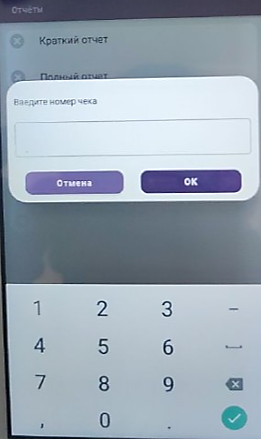 Отчёты
Краткий отчет
Полный отчет
Введите номер чека
Отмена
ОК
1 2 3 –
4 5 6
7 8 9
, 0 .